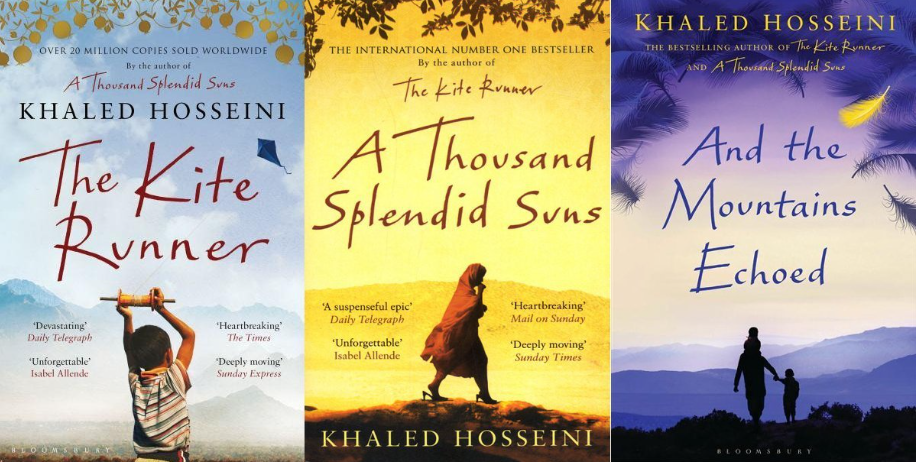 OVER 20 MILLION COPIES SOLD WORLDWIDE
By the author of
A Thousand Splendid Suns
KHALED HOSSEINI
The Kite
Runner
‘Devastating’
Daily Telegraph
‘Heartbreaking’
The Times
‘Unforgettable’
Isabel Allende
‘Deeply moving’
Sunday Express
BLOOMSBURY
THE INTERNATIONAL NUMBER ONE BESTSELLER
By the author of
The Kite Runner
A Thousand
Splendid Suns
‘A suspenseful epic’
Daily Telegraph
‘Heartbreaking’
Mail on Sunday
‘Unforgettable’
Isabel Allende
‘Deeply moving’
Sunday Times
KHALED HOSSEINI
KHALED HOSSEINI
THE BESTSELLING AUTHOR OF The Kite Runner
AND A Thousand Splendid Suns
And the
Mountains
Echoed
BLOOMSBURY